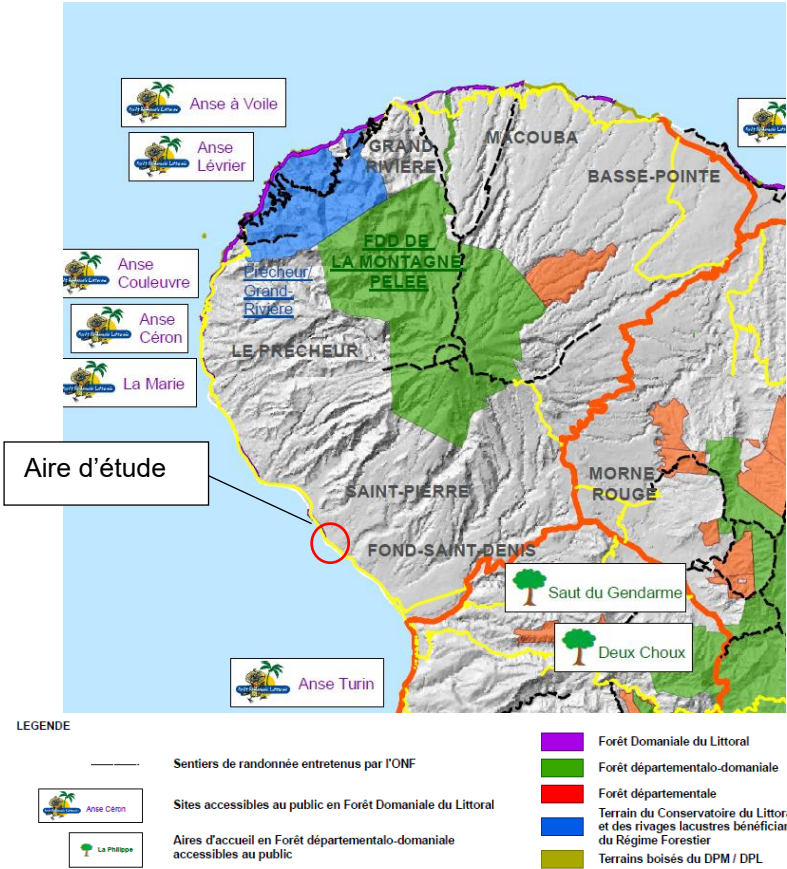 Anse à Voile
Anse
Lévrier
GRAND
RIVIÈRE
MACOUBA
BASSE-POINTE
FDD DE
LA MONTAGNE
PELEE
Anse
Couleuvre
Prêcheur/
Grand-
Rivière
Anse
Céron
LE PRÊCHEUR
La Marie
Aire d'étude
SAINT-PIERRE
MORNE
ROUGE
FOND-SAINT-DENIS
Saut du Gendarme
Deux Choux
Anse Turin
LEGENDE
Sentiers de randonnée entretenus par l'ONF
Anse Céron
Sites accessibles au public en Forêt Domaniale du Littoral
La Philippe
Aires d'accueil en Forêt départementalo-domaniale
accessibles au public
Forêt Domaniale du Littoral
Forêt départementalo-domaniale
Forêt départementale
Terrain du Conservatoire du Littora
et des rivages lacustres bénéfician
du Régime Forestier
Terrains boisés du DPM / DPL